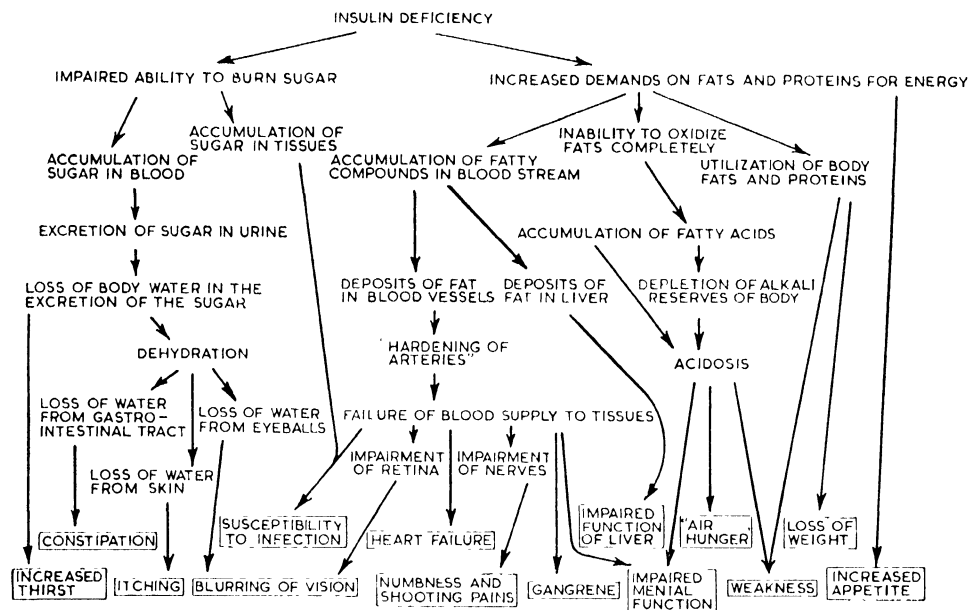 INSULIN DEFICIENCY
IMPAIRED ABILITY TO BURN SUGAR
INCREASED DEMANDS ON FATS AND PROTEINS FOR ENERGY
ACCUMULATION OF
SUGAR IN TISSUES
INABILITY TO OXIDIZE
FATS COMPLETELY
ACCUMULATION OF
SUGAR IN BLOOD
ACCUMULATION OF FATTY
COMPOUNDS IN BLOOD STREAM
UTILIZATION OF BODY
FATS AND PROTEINS
EXCRETION OF SUGAR IN URINE
ACCUMULATION OF FATTY ACIDS
LOSS OF BODY WATER IN THE
EXCRETION OF THE SUGAR
DEPOSITS OF FAT
IN BLOOD VESSELS
DEPOSITS OF
FAT IN LIVER
DEPLETION OF ALKALI
RESERVES OF BODY
DEHYDRATION
"HARDENING OF
ARTERIES"
ACIDOSIS
LOSS OF WATER
FROM GASTRO-
INTESTINAL TRACT
LOSS OF WATER
FROM EYEBALLS
FAILURE OF BLOOD SUPPLY TO TISSUES
LOSS OF WATER
FROM SKIN
IMPAIRMENT
OF RETINA
IMPAIRMENT
OF NERVES
CONSTIPATION
SUSCEPTIBILITY
TO INFECTION
HEART FAILURE
IMPAIRED
FUNCTION
OF LIVER
"AIR
HUNGER"
LOSS OF
WEIGHT
INCREASED
THIRST
ITCHING
BLURRING OF VISION
NUMBNESS AND
SHOOTING PAINS
GANGRENE
IMPAIRED
MENTAL
FUNCTION
WEAKNESS
INCREASED
APPETITE